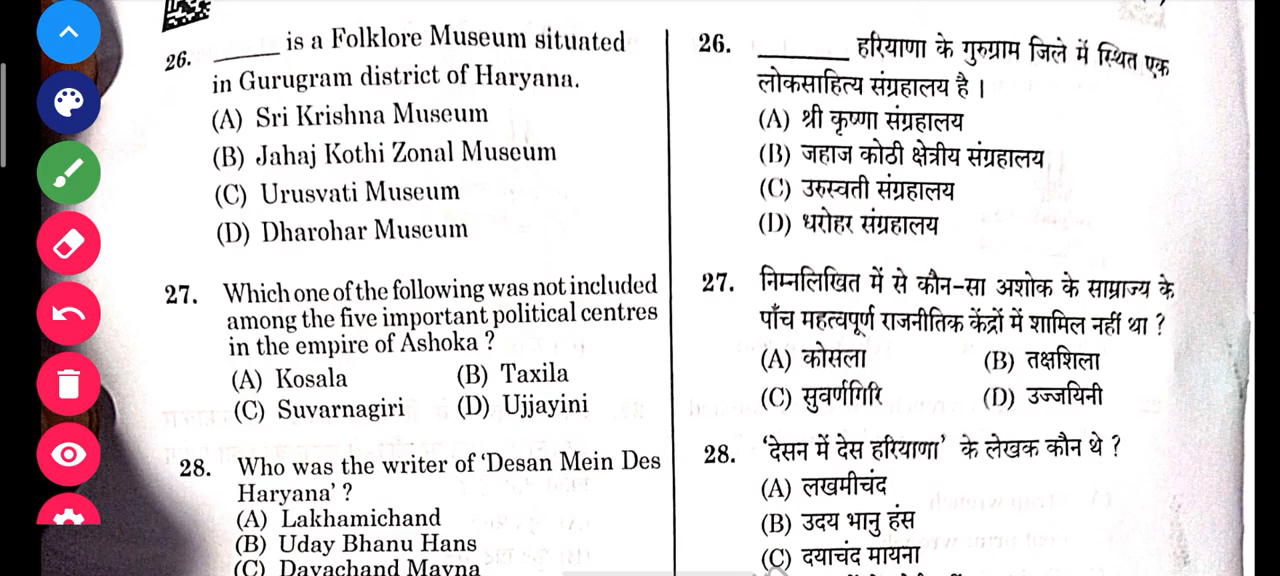 26. ______ is a Folklore Museum situated
in Gurugram district of Haryana.
(A) Sri Krishna Museum
(B) Jahaj Kothi Zonal Museum
(C) Urusvati Museum
(D) Dharohar Museum
27. Which one of the following was not included
among the five important political centres
in the empire of Ashoka ?
(A) Kosala (B) Taxila
(C) Suvarnagiri (D) Ujjayini
28. Who was the writer of ‘Desan Mein Des
Haryana’ ?
(A) Lakhamichand
(B) Uday Bhanu Hans
(C) Dayachand Mayna
26. ______ हरियाणा के गुरुग्राम जिले में स्थित एक
लोकसाहित्य संग्रहालय है ।
(A) श्री कृष्णा संग्रहालय
(B) जहाज कोठी क्षेत्रीय संग्रहालय
(C) उरुस्वती संग्रहालय
(D) धरोहर संग्रहालय
27. निम्नलिखित में से कौन-सा अशोक के साम्राज्य के
पाँच महत्वपूर्ण राजनीतिक केंद्रों में शामिल नहीं था ?
(A) कोसला (B) तक्षशिला
(C) सुवर्णगिरि (D) उज्जयिनी
28. ‘देसन में देस हरियाणा’ के लेखक कौन थे ?
(A) लखमीचंद
(B) उदय भानु हंस
(C) दयाचंद मायना